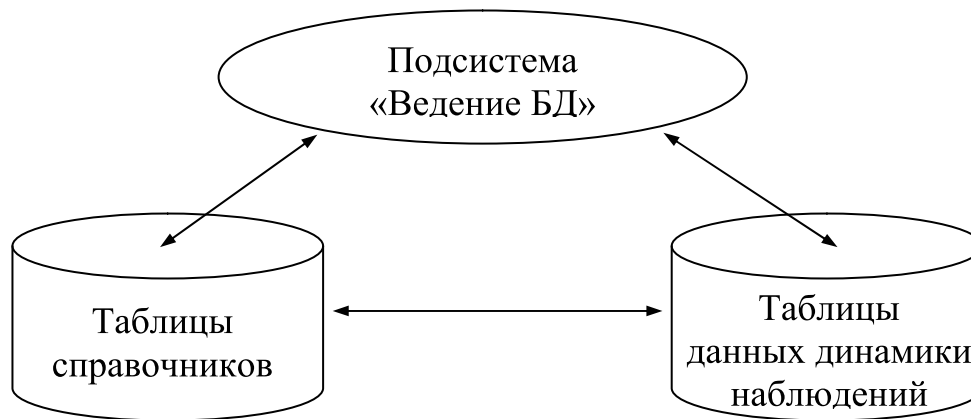 Подсистема
«Ведение БД»
Таблицы
справочников
Таблицы
данных динамики
наблюдений